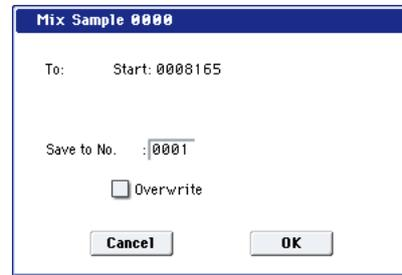 Mix Sample 0000
To: Start: 0008165
Save to No. :0001
Overwrite
Cancel OK